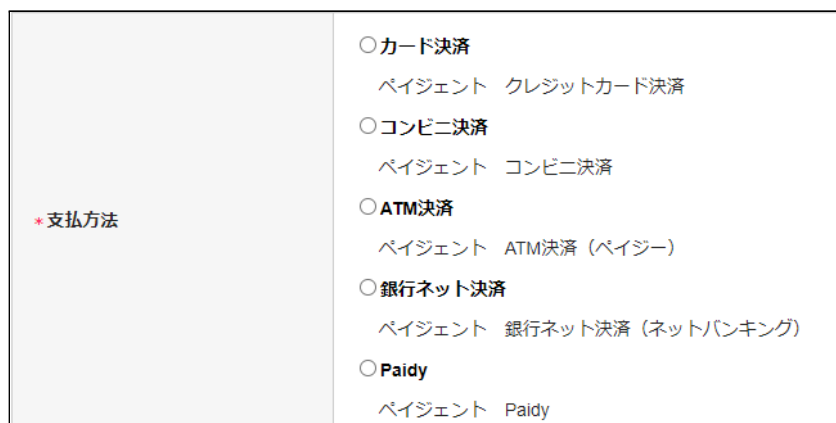 *支払方法
カード決済
ペイジェント クレジットカード決済
コンビニ決済
ペイジェント コンビニ決済
ATM決済
ペイジェント ATM決済（ペイジー）
銀行ネット決済
ペイジェント 銀行ネット決済（ネットバンキング）
Paidy
ペイジェント Paidy